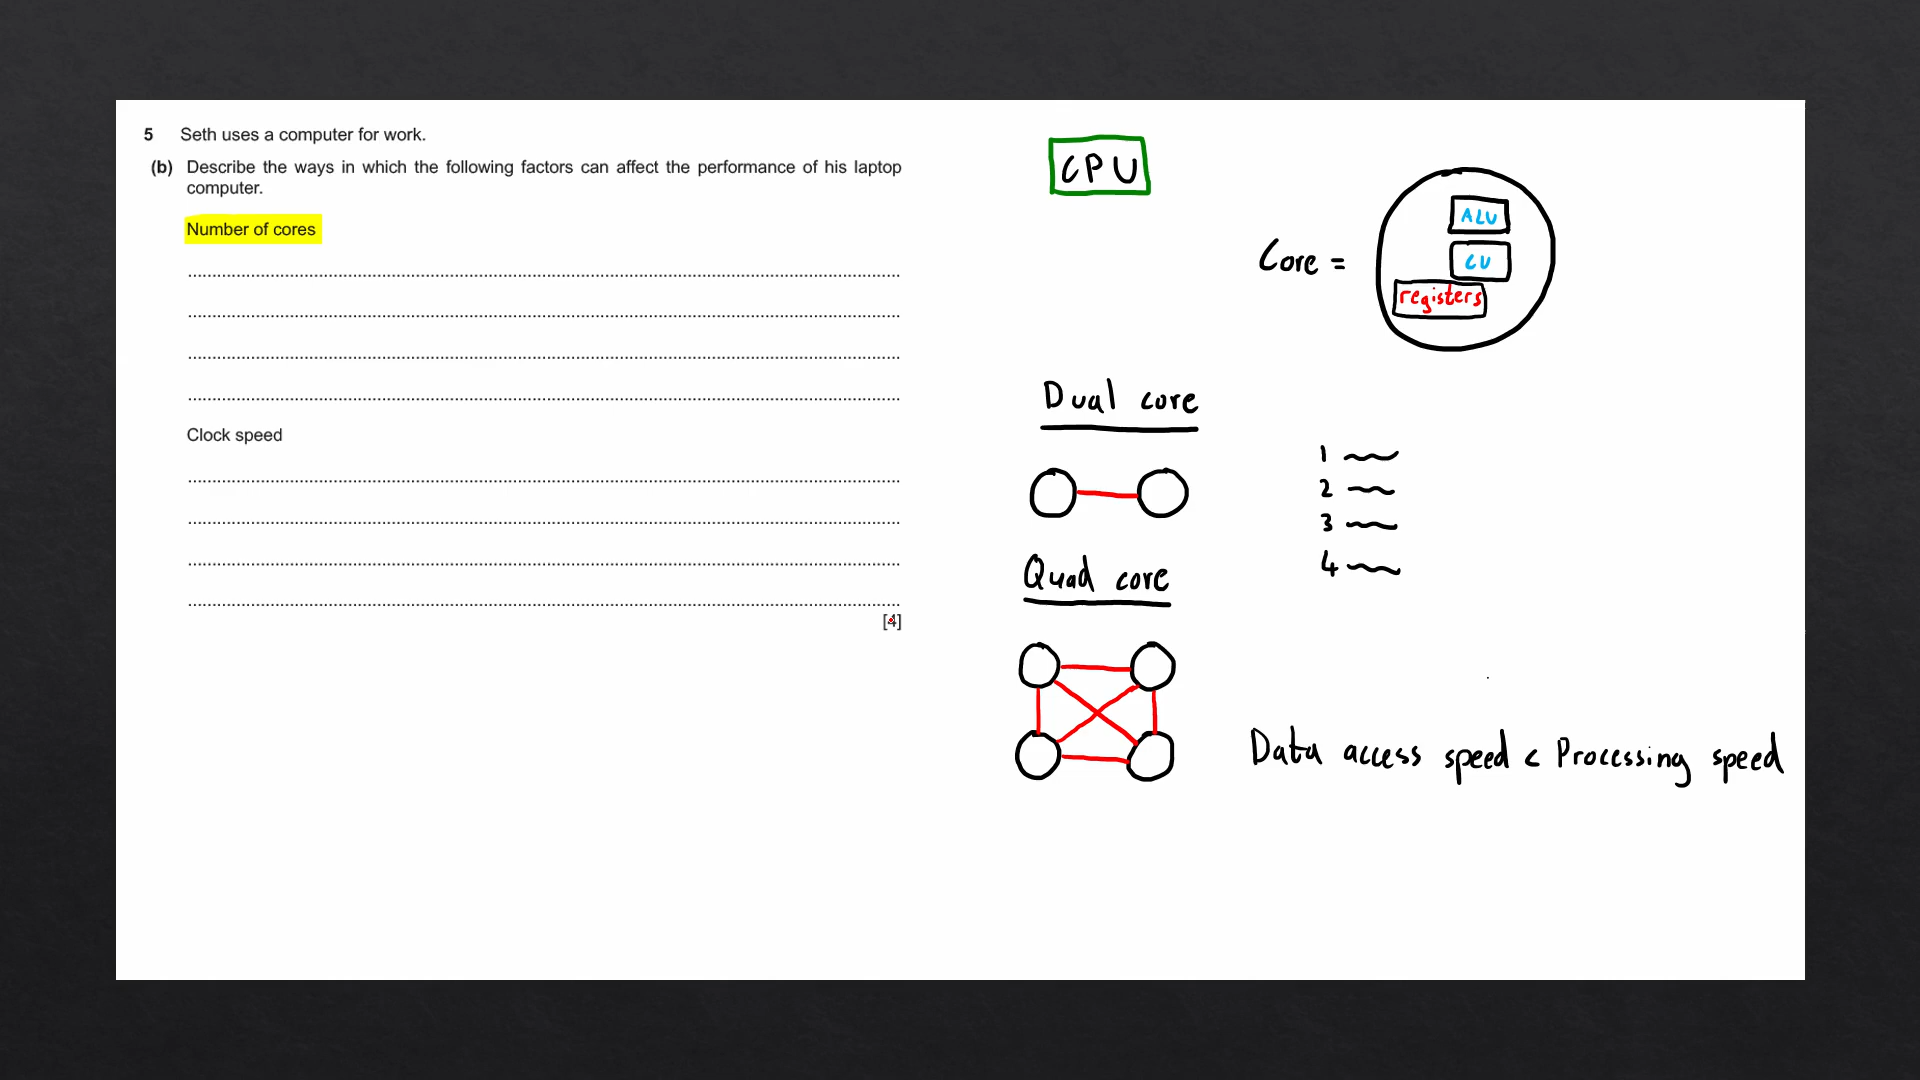 5 Seth uses a computer for work.
(b) Describe the ways in which the following factors can affect the performance of his laptop
computer.
Number of cores
Clock speed
[4]
CPU
Core =
ALU
CU
registers
Dual core
1
2
3
4
Quad core
Data access speed < Processing speed